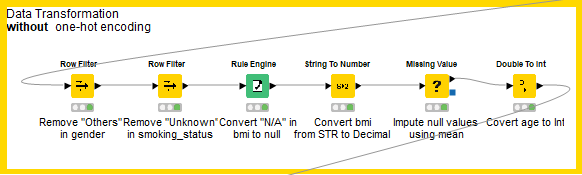 Data Transformation
without one-hot encoding
Row Filter Row Filter Rule Engine String To Number Missing Value Double To Int
S▸2 ?
Remove "Others" Remove "Unknown" Convert "N/A" in Convert bmi Impute null values Covert age to Int
in gender in smoking_status bmi to null from STR to Decimal using mean